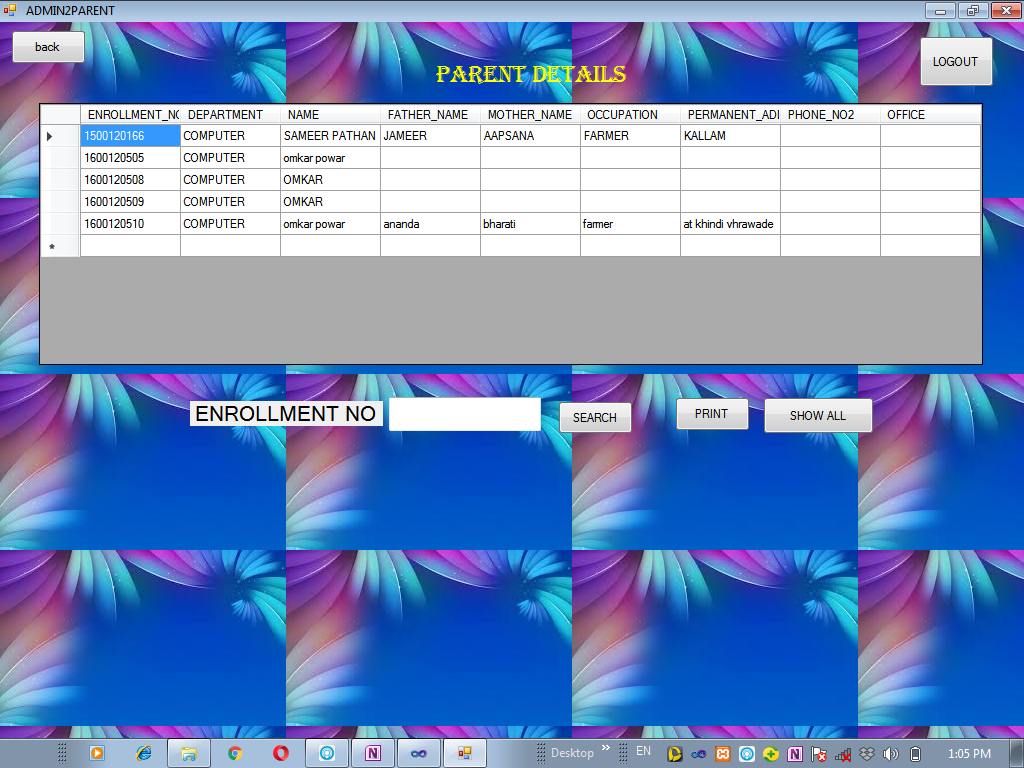 ADMIN2PARENT
back
LOGOUT
PARENT DETAILS
ENROLLMENT_NO DEPARTMENT NAME FATHER_NAME MOTHER_NAME OCCUPATION PERMANENT_ADI PHONE_NO2 OFFICE
1500120166 COMPUTER SAMEER PATHAN JAMEER AAPSANA FARMER KALLAM
1600120505 COMPUTER omkar powar
1600120508 COMPUTER OMKAR
1600120509 COMPUTER OMKAR
1600120510 COMPUTER omkar powar ananda bharati farmer at khindi vhrawade
*
ENROLLMENT NO SEARCH PRINT SHOW ALL
Desktop » EN 1:05 PM